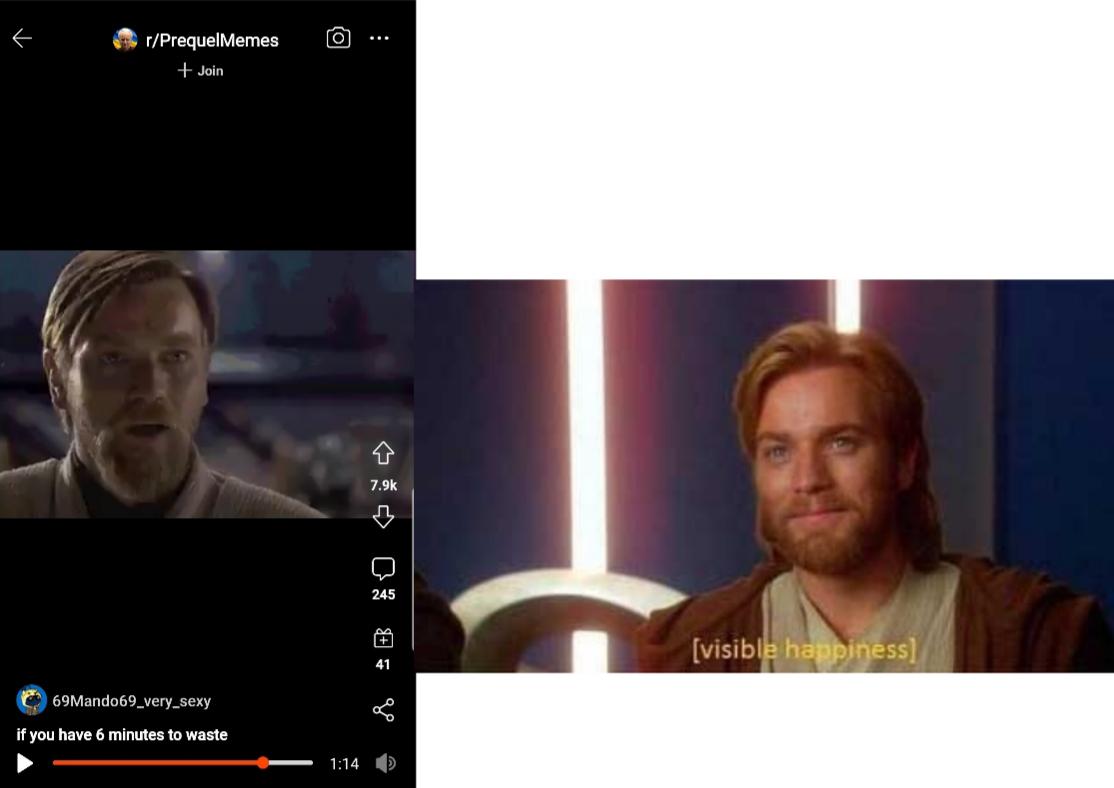 r/PrequelMemes
Join
7.9k
245
41
69Mando69_very_sexy
if you have 6 minutes to waste
1:14
[visible happiness]